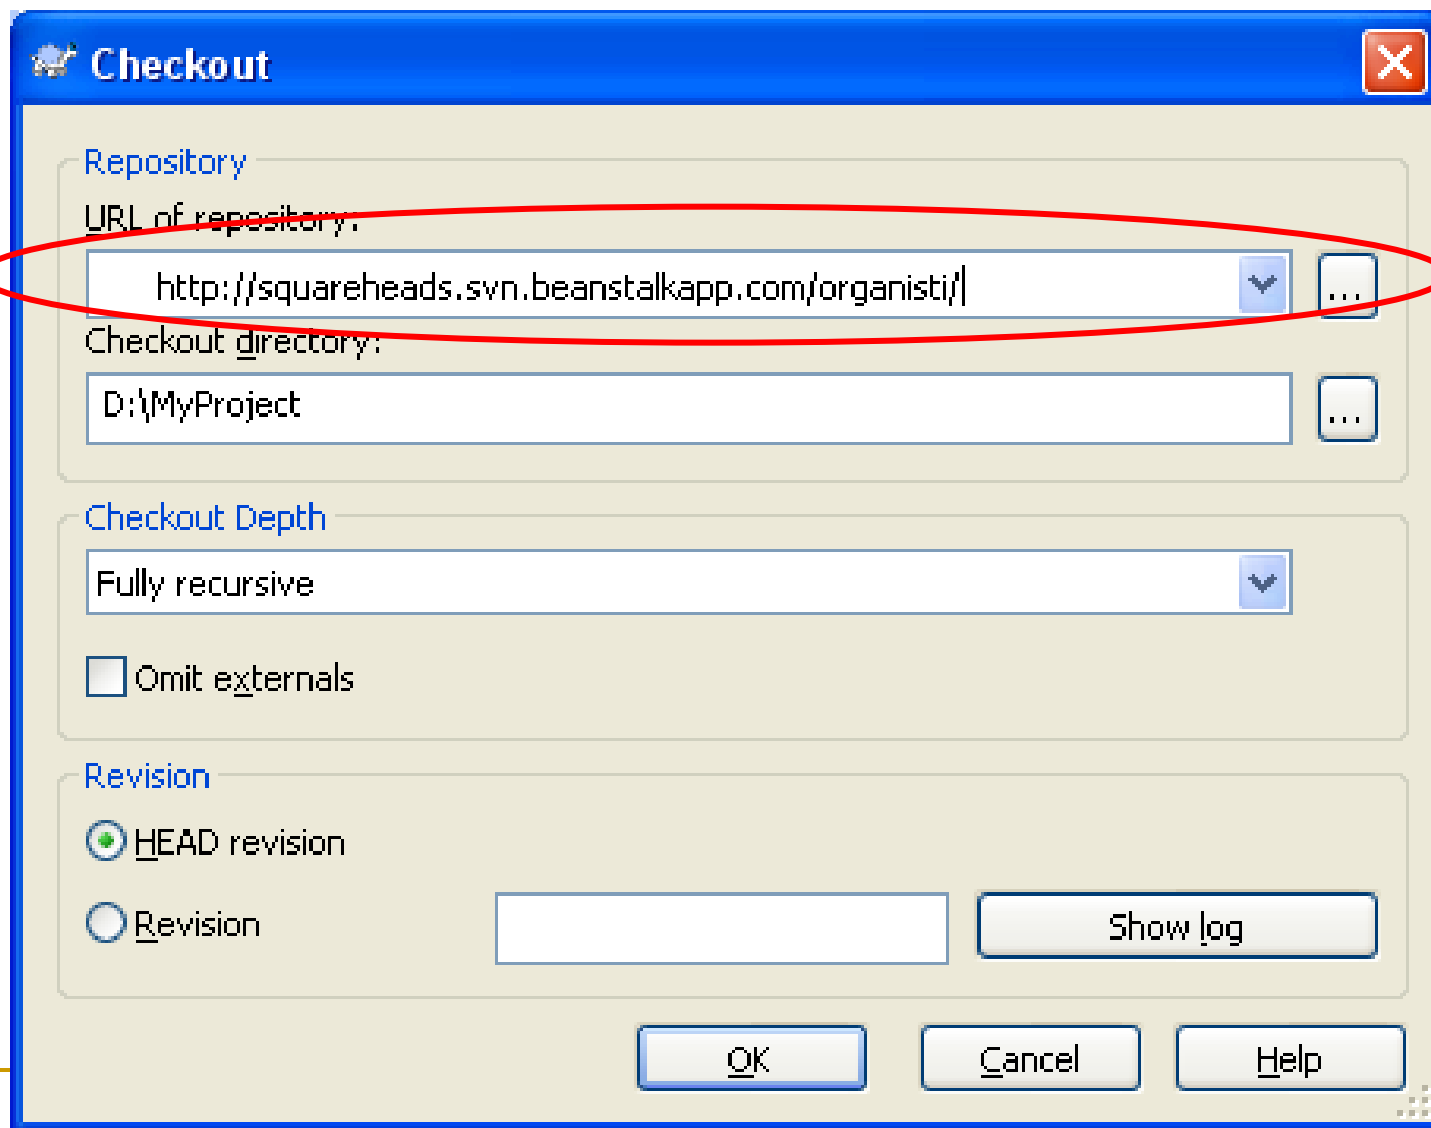 Checkout
Repository
URL of repository:
http://squareheads.svn.beanstalkapp.com/organisti/
...
Checkout directory:
D:\MyProject
...
Checkout Depth
Fully recursive
Omit externals
Revision
HEAD revision
Revision
Show log
OK Cancel Help